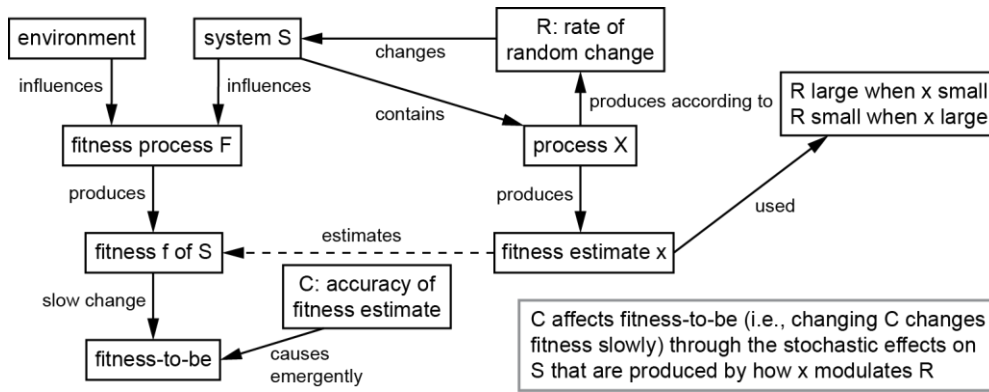 environment
system S
R: rate of
random change
changes
influences
influences
contains
produces according to
R large when x small
R small when x large
fitness process F
process X
produces
produces
used
estimates
fitness f of S
fitness estimate x
slow change
C: accuracy of
fitness estimate
fitness-to-be
causes
emergently
C affects fitness-to-be (i.e., changing C changes
fitness slowly) through the stochastic effects on
S that are produced by how x modulates R